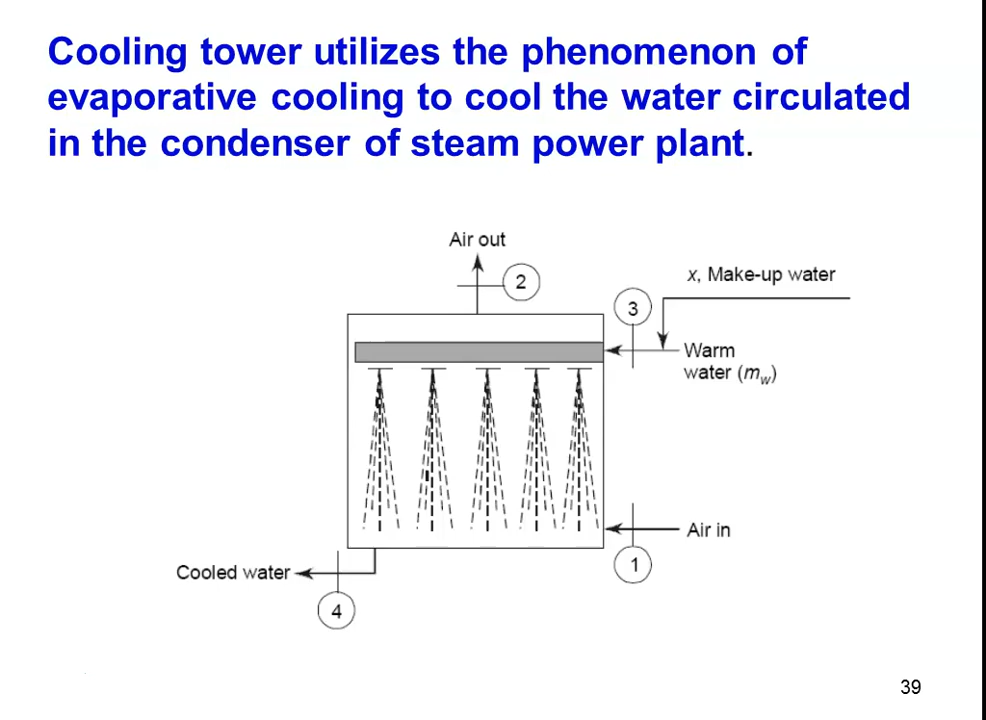 Cooling tower utilizes the phenomenon of
evaporative cooling to cool the water circulated
in the condenser of steam power plant.
Air out
2
x, Make-up water
3
Warm
water (mw)
Air in
1
Cooled water
4
39